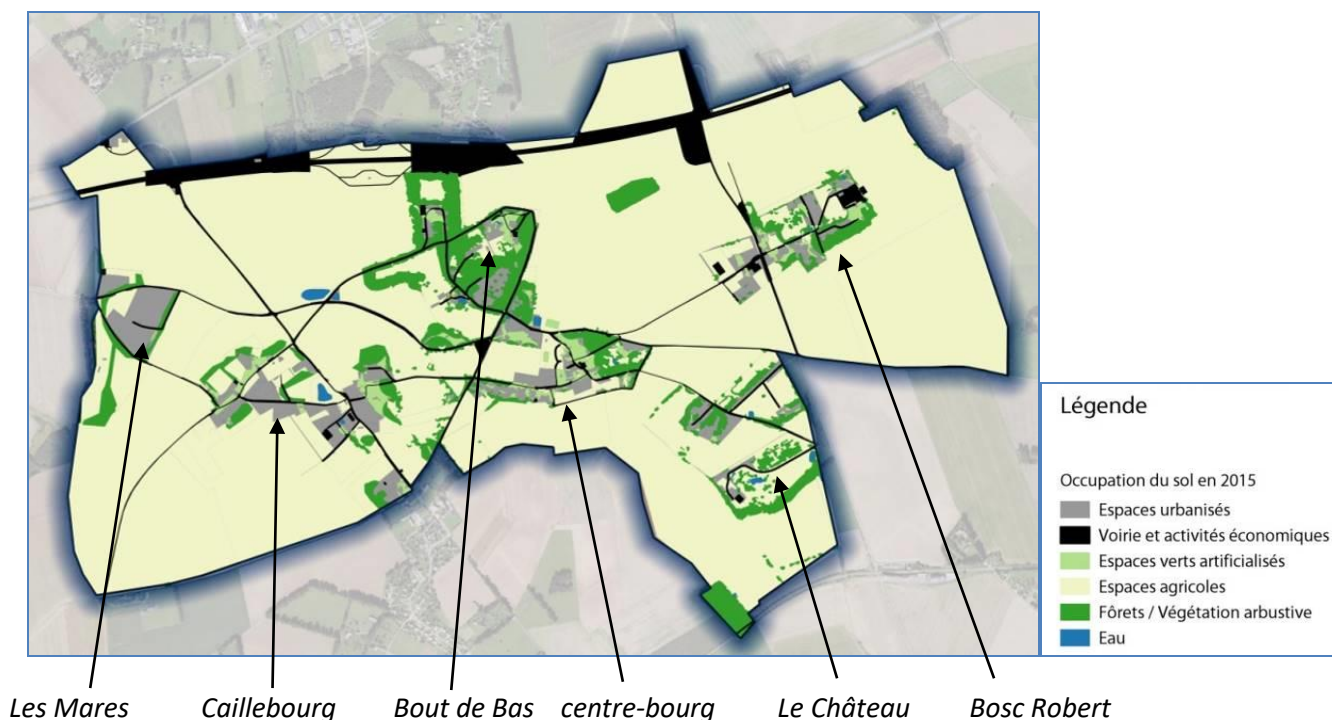 Légende
Occupation du sol en 2015
Espaces urbanisés
Voirie et activités économiques
Espaces verts artificialisés
Espaces agricoles
Fôrets / Végétation arbustive
Eau
Les Mares Caillebourg Bout de Bas centre-bourg Le Château Bosc Robert